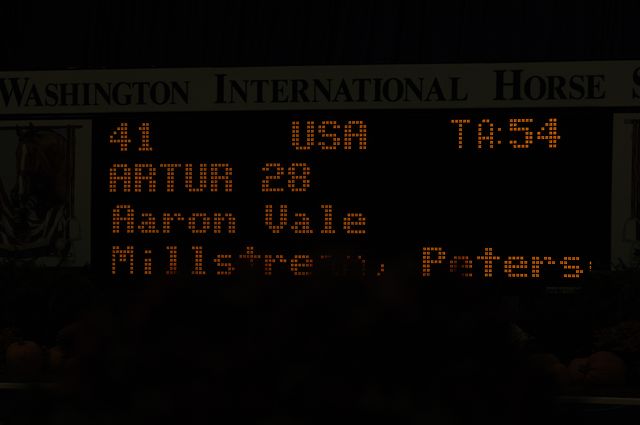 WASHINGTON INTERNATIONAL HORSE S
41 USA TA:54
ARTUR 28
Aaron Vale
Millstream, Peters